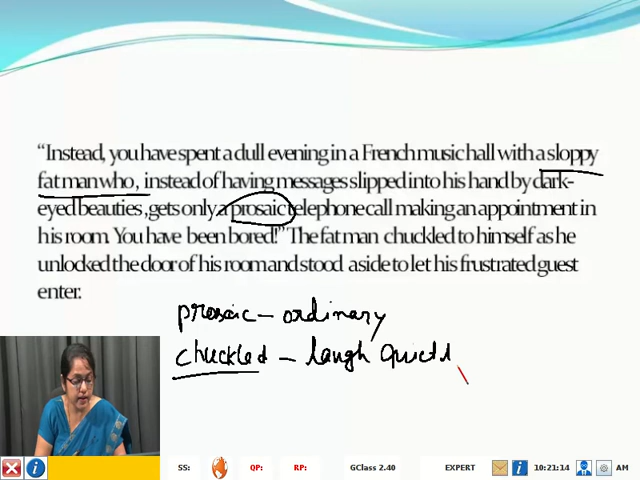 “Instead, you have spent a dull evening in a French music hall with a sloppy
fat man who, instead of having messages slipped into his hand by dark-
eyed beauties ,gets only a prosaic telephone call making an appointment in
his room. You have been bored!” The fat man chuckled to himself as he
unlocked the door of his room and stood aside to let his frustrated guest
enter.
prosaic – ordinary
chuckled – laugh Quietl
SS: QP: RP: GClass 2.40 EXPERT 10:21:14 AM